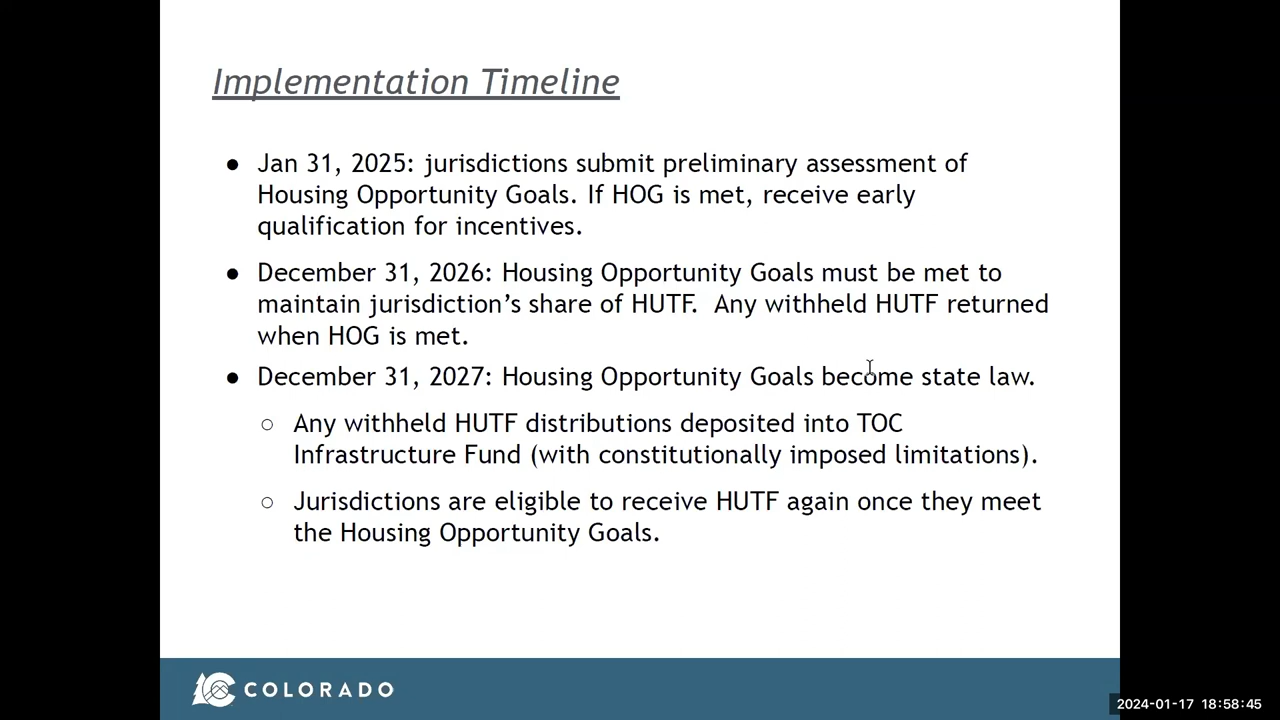 Implementation Timeline
● Jan 31, 2025: jurisdictions submit preliminary assessment of
Housing Opportunity Goals. If HOG is met, receive early
qualification for incentives.
● December 31, 2026: Housing Opportunity Goals must be met to
maintain jurisdiction’s share of HUTF.  Any withheld HUTF returned
when HOG is met.
● December 31, 2027: Housing Opportunity Goals become state law.
○ Any withheld HUTF distributions deposited into TOC
Infrastructure Fund (with constitutionally imposed limitations).
○ Jurisdictions are eligible to receive HUTF again once they meet
the Housing Opportunity Goals.
COLORADO
2024-01-17 18:58:45